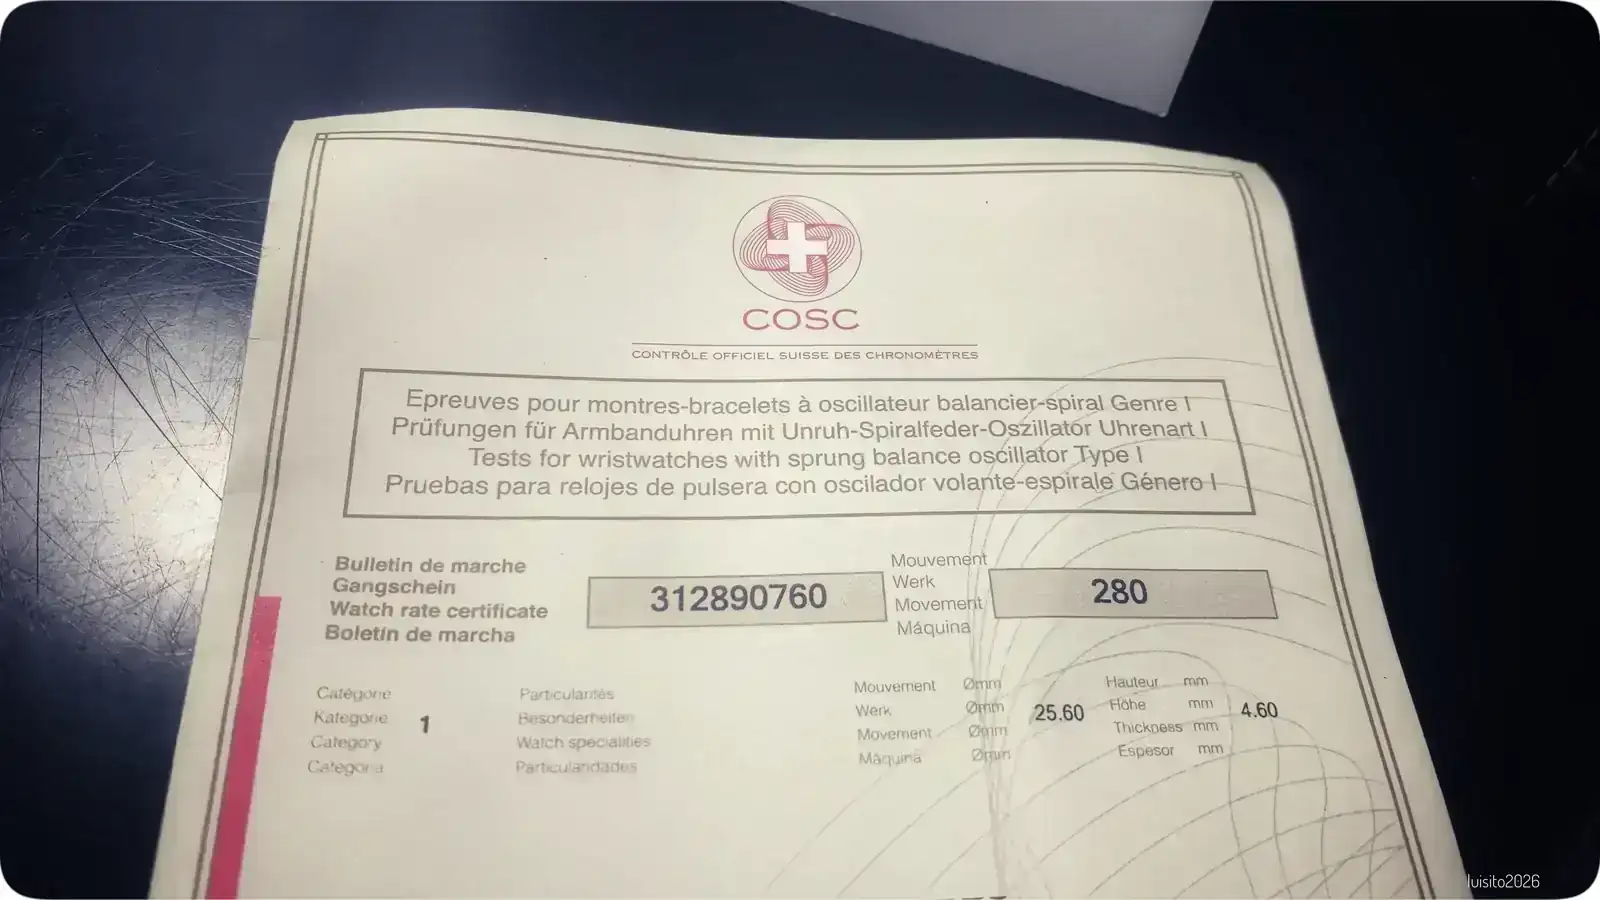 COSC
CONTRÔLE OFFICIEL SUISSE DES CHRONOMÈTRES
Epreuves pour montres-bracelets à oscillateur balancier-spiral Genre I
Prüfungen für Armbanduhren mit Unruh-Spiralfeder-Oszillator Uhrenart I
Tests for wristwatches with sprung balance oscillator Type I
Pruebas para relojes de pulsera con oscilador volante-espirale Género I
Bulletin de marche
Gangschein
Watch rate certificate
Boletín de marcha
312890760
Mouvement
Werk
Movement
Máquina
280
Catégorie
Kategorie
Category
Categoria
1
Particularités
Besonderheiten
Watch specialities
Particularidades
Mouvement Ømm
Werk Ømm
Movement Ømm
Máquina Ømm
25.60
Hauteur mm
Höhe mm
Thickness mm
Espesor mm
4.60
luisito2026